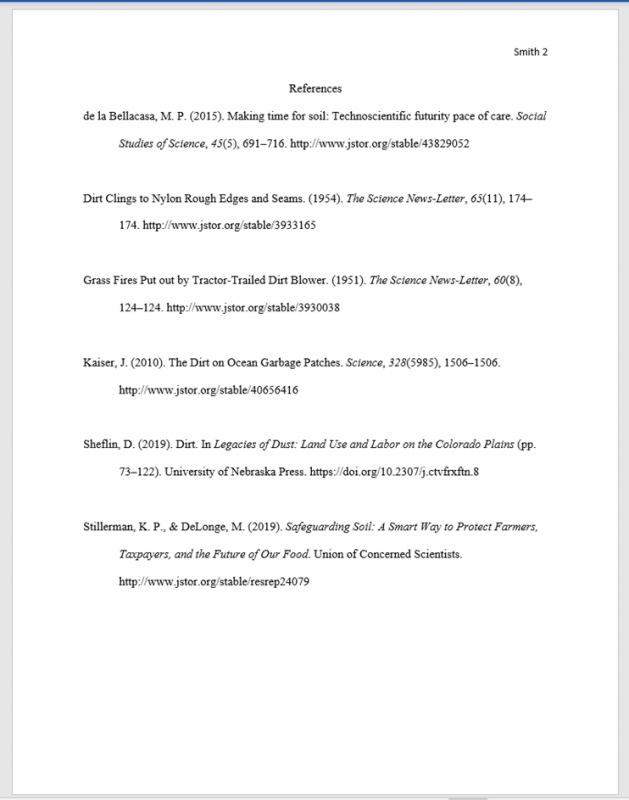 Smith 2
References
de la Bellacasa, M. P. (2015). Making time for soil: Technoscientific futurity pace of care. Social
Studies of Science, 45(5), 691–716. http://www.jstor.org/stable/43829052
Dirt Clings to Nylon Rough Edges and Seams. (1954). The Science News-Letter, 65(11), 174–
174. http://www.jstor.org/stable/3933165
Grass Fires Put out by Tractor-Trailed Dirt Blower. (1951). The Science News-Letter, 60(8),
124–124. http://www.jstor.org/stable/3930038
Kaiser, J. (2010). The Dirt on Ocean Garbage Patches. Science, 328(5985), 1506–1506.
http://www.jstor.org/stable/40656416
Sheflin, D. (2019). Dirt. In Legacies of Dust: Land Use and Labor on the Colorado Plains (pp.
73–122). University of Nebraska Press. https://doi.org/10.2307/j.ctvfrxftn.8
Stillerman, K. P., & DeLonge, M. (2019). Safeguarding Soil: A Smart Way to Protect Farmers,
Taxpayers, and the Future of Our Food. Union of Concerned Scientists.
http://www.jstor.org/stable/resrep24079